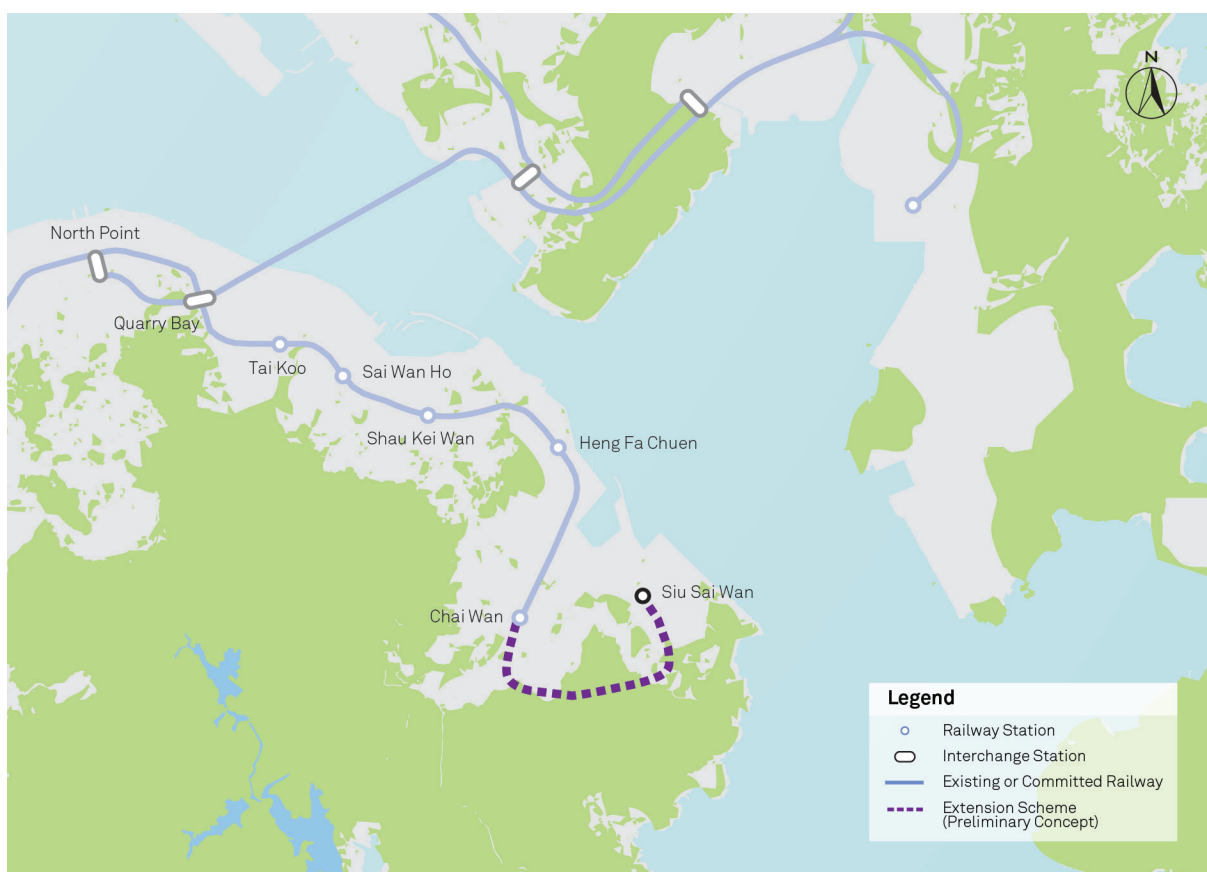 N
North Point
Quarry Bay
Tai Koo
Sai Wan Ho
Shau Kei Wan
Heng Fa Chuen
Siu Sai Wan
Chai Wan
Legend
Railway Station
Interchange Station
Existing or Committed Railway
Extension Scheme
(Preliminary Concept)